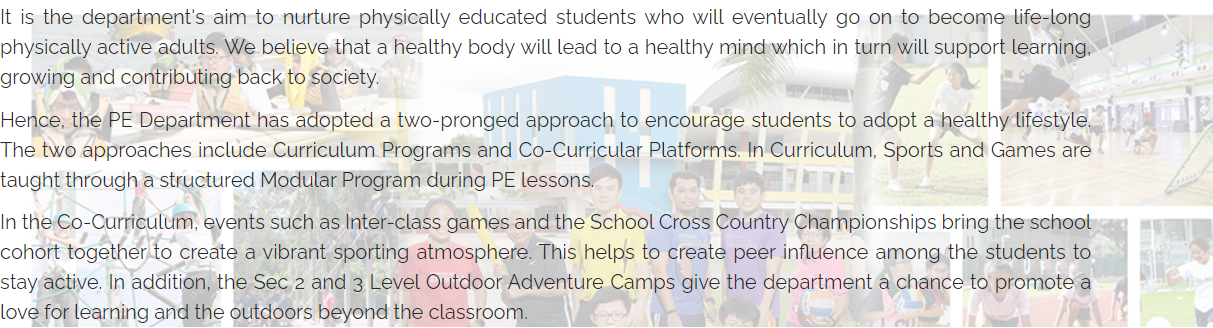 It is the department's aim to nurture physically educated students who will eventually go on to become life-long
physically active adults. We believe that a healthy body will lead to a healthy mind which in turn will support learning,
growing and contributing back to society.
Hence, the PE Department has adopted a two-pronged approach to encourage students to adopt a healthy lifestyle.
The two approaches include Curriculum Programs and Co-Curricular Platforms. In Curriculum, Sports and Games are
taught through a structured Modular Program during PE lessons.
In the Co-Curriculum, events such as Inter-class games and the School Cross Country Championships bring the school
cohort together to create a vibrant sporting atmosphere. This helps to create peer influence among the students to
stay active. In addition, the Sec 2 and 3 Level Outdoor Adventure Camps give the department a chance to promote a
love for learning and the outdoors beyond the classroom.